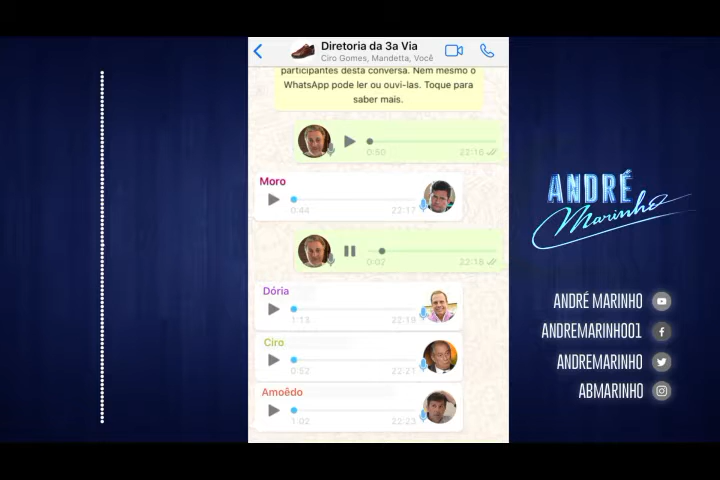 Diretoria da 3a Via
Ciro Gomes, Mandetta, Você
participantes desta conversa. Nem mesmo o
WhatsApp pode ler ou ouvi-las. Toque para
saber mais.
0:50 22:16
Moro
0:44 22:17
0:02 22:18
Dória
1:13 22:19
Ciro
0:52 22:21
Amoêdo
1:02 22:23
ANDRÉ
Marinho
ANDRÉ MARINHO
ANDREMARINHO01
ANDREMARINHO
ABMARINHO